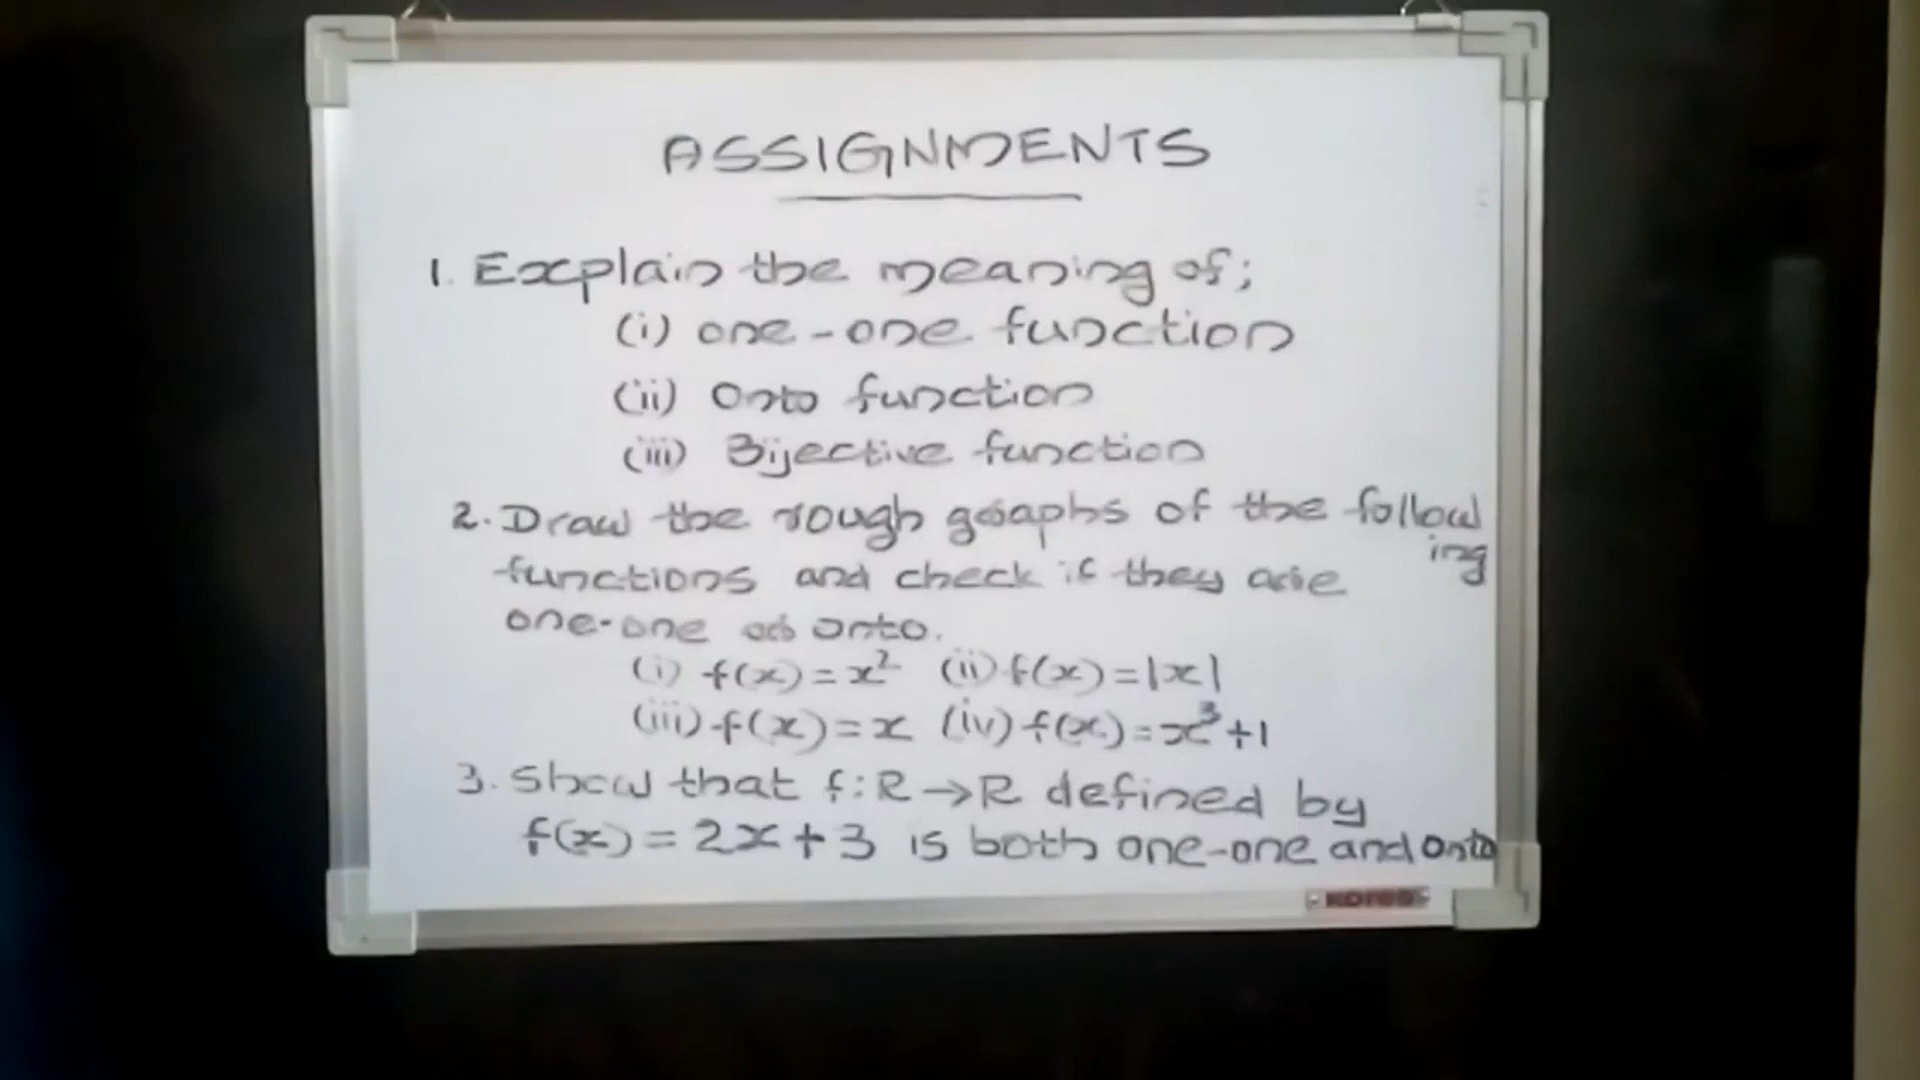 ASSIGNMENTS
1. Explain the meaning of;
(i) one-one function
(ii) Onto function
(iii) Bijective function
2. Draw the rough graphs of the follow
ing
functions and check if they are
one-one or onto.
(i) f(x)=x² (ii) f(x)=|x|
(iii) f(x)=x (iv) f(x)=x³+1
3. Show that f:R→R defined by
f(x)=2x+3 is both one-one and onto
KORES